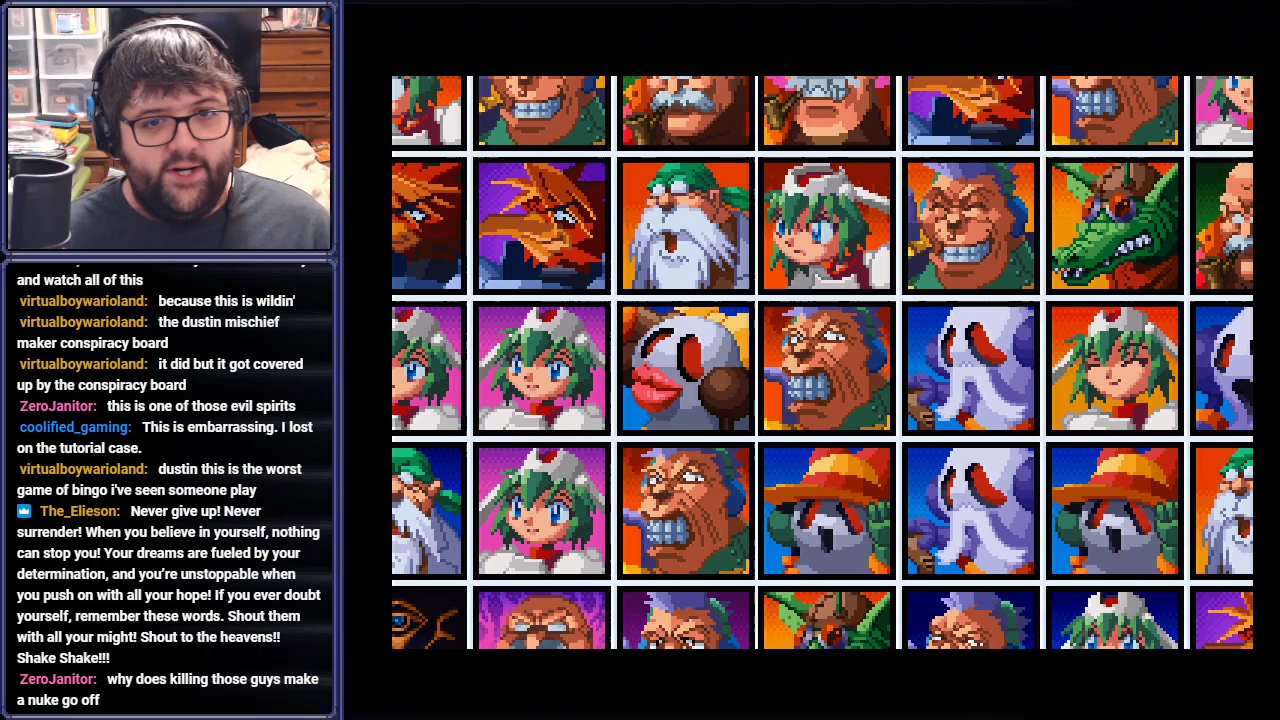 and watch all of this
virtualboywarioland: because this is wildin'
virtualboywarioland: the dustin mischief
maker conspiracy board
virtualboywarioland: it did but it got covered
up by the conspiracy board
ZeroJanitor: this is one of those evil spirits
coolified_gaming: This is embarrassing. I lost
on the tutorial case.
virtualboywarioland: dustin this is the worst
game of bingo i've seen someone play
The_Elieson: Never give up! Never
surrender! When you believe in yourself, nothing
can stop you! Your dreams are fueled by your
determination, and you're unstoppable when
you push on with all your hope! If you ever doubt
yourself, remember these words. Shout them
with all your might! Shout to the heavens!!
Shake Shake!!!
ZeroJanitor: why does killing those guys make
a nuke go off